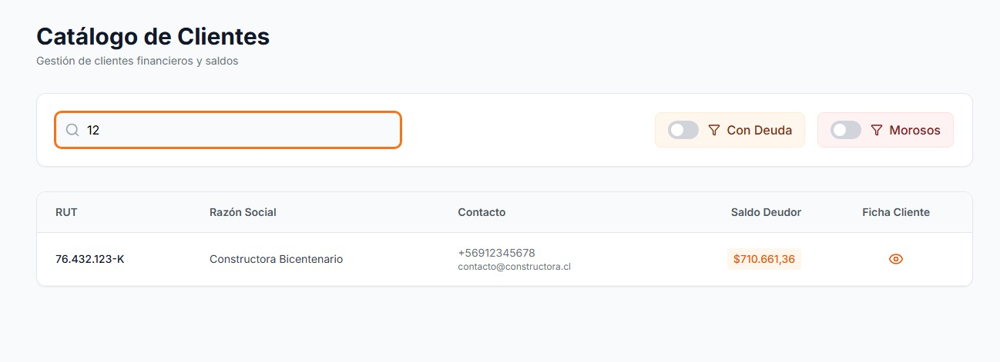 Catálogo de Clientes
Gestión de clientes financieros y saldos
12
Con Deuda
Morosos
RUT Razón Social Contacto Saldo Deudor Ficha Cliente
76.432.123-K Constructora Bicentenario +56912345678 $710.661,36
contacto@constructora.cl